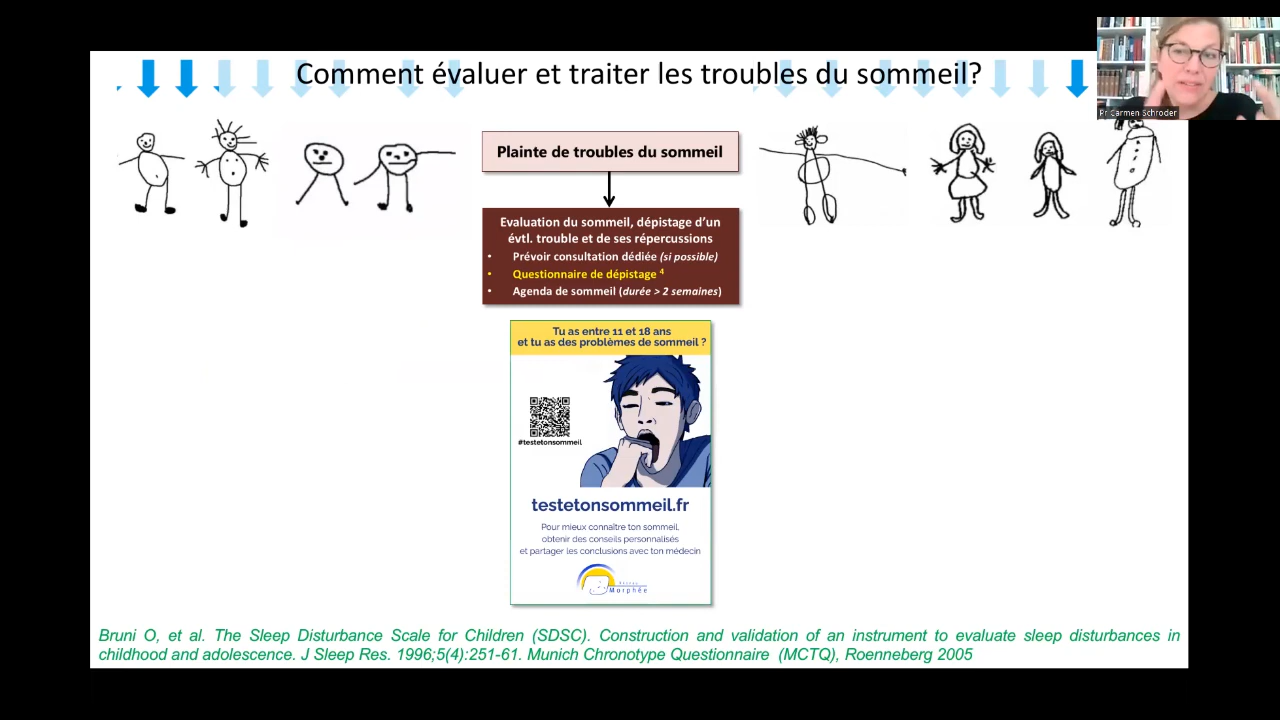 Comment évaluer et traiter les troubles du sommeil?
Pr Carmen Schroder
Plainte de troubles du sommeil
Evaluation du sommeil, dépistage d'un
évtl. trouble et de ses répercussions
• Prévoir consultation dédiée (si possible)
• Questionnaire de dépistage 4
• Agenda de sommeil (durée > 2 semaines)
Tu as entre 11 et 18 ans
et tu as des problèmes de sommeil ?
#testetonsommeil
testetonsommeil.fr
Pour mieux connaître ton sommeil,
obtenir des conseils personnalisés
et partager les conclusions avec ton médecin
Réseau
Morphée
Bruni O, et al. The Sleep Disturbance Scale for Children (SDSC). Construction and validation of an instrument to evaluate sleep disturbances in
childhood and adolescence. J Sleep Res. 1996;5(4):251-61. Munich Chronotype Questionnaire (MCTQ), Roenneberg 2005